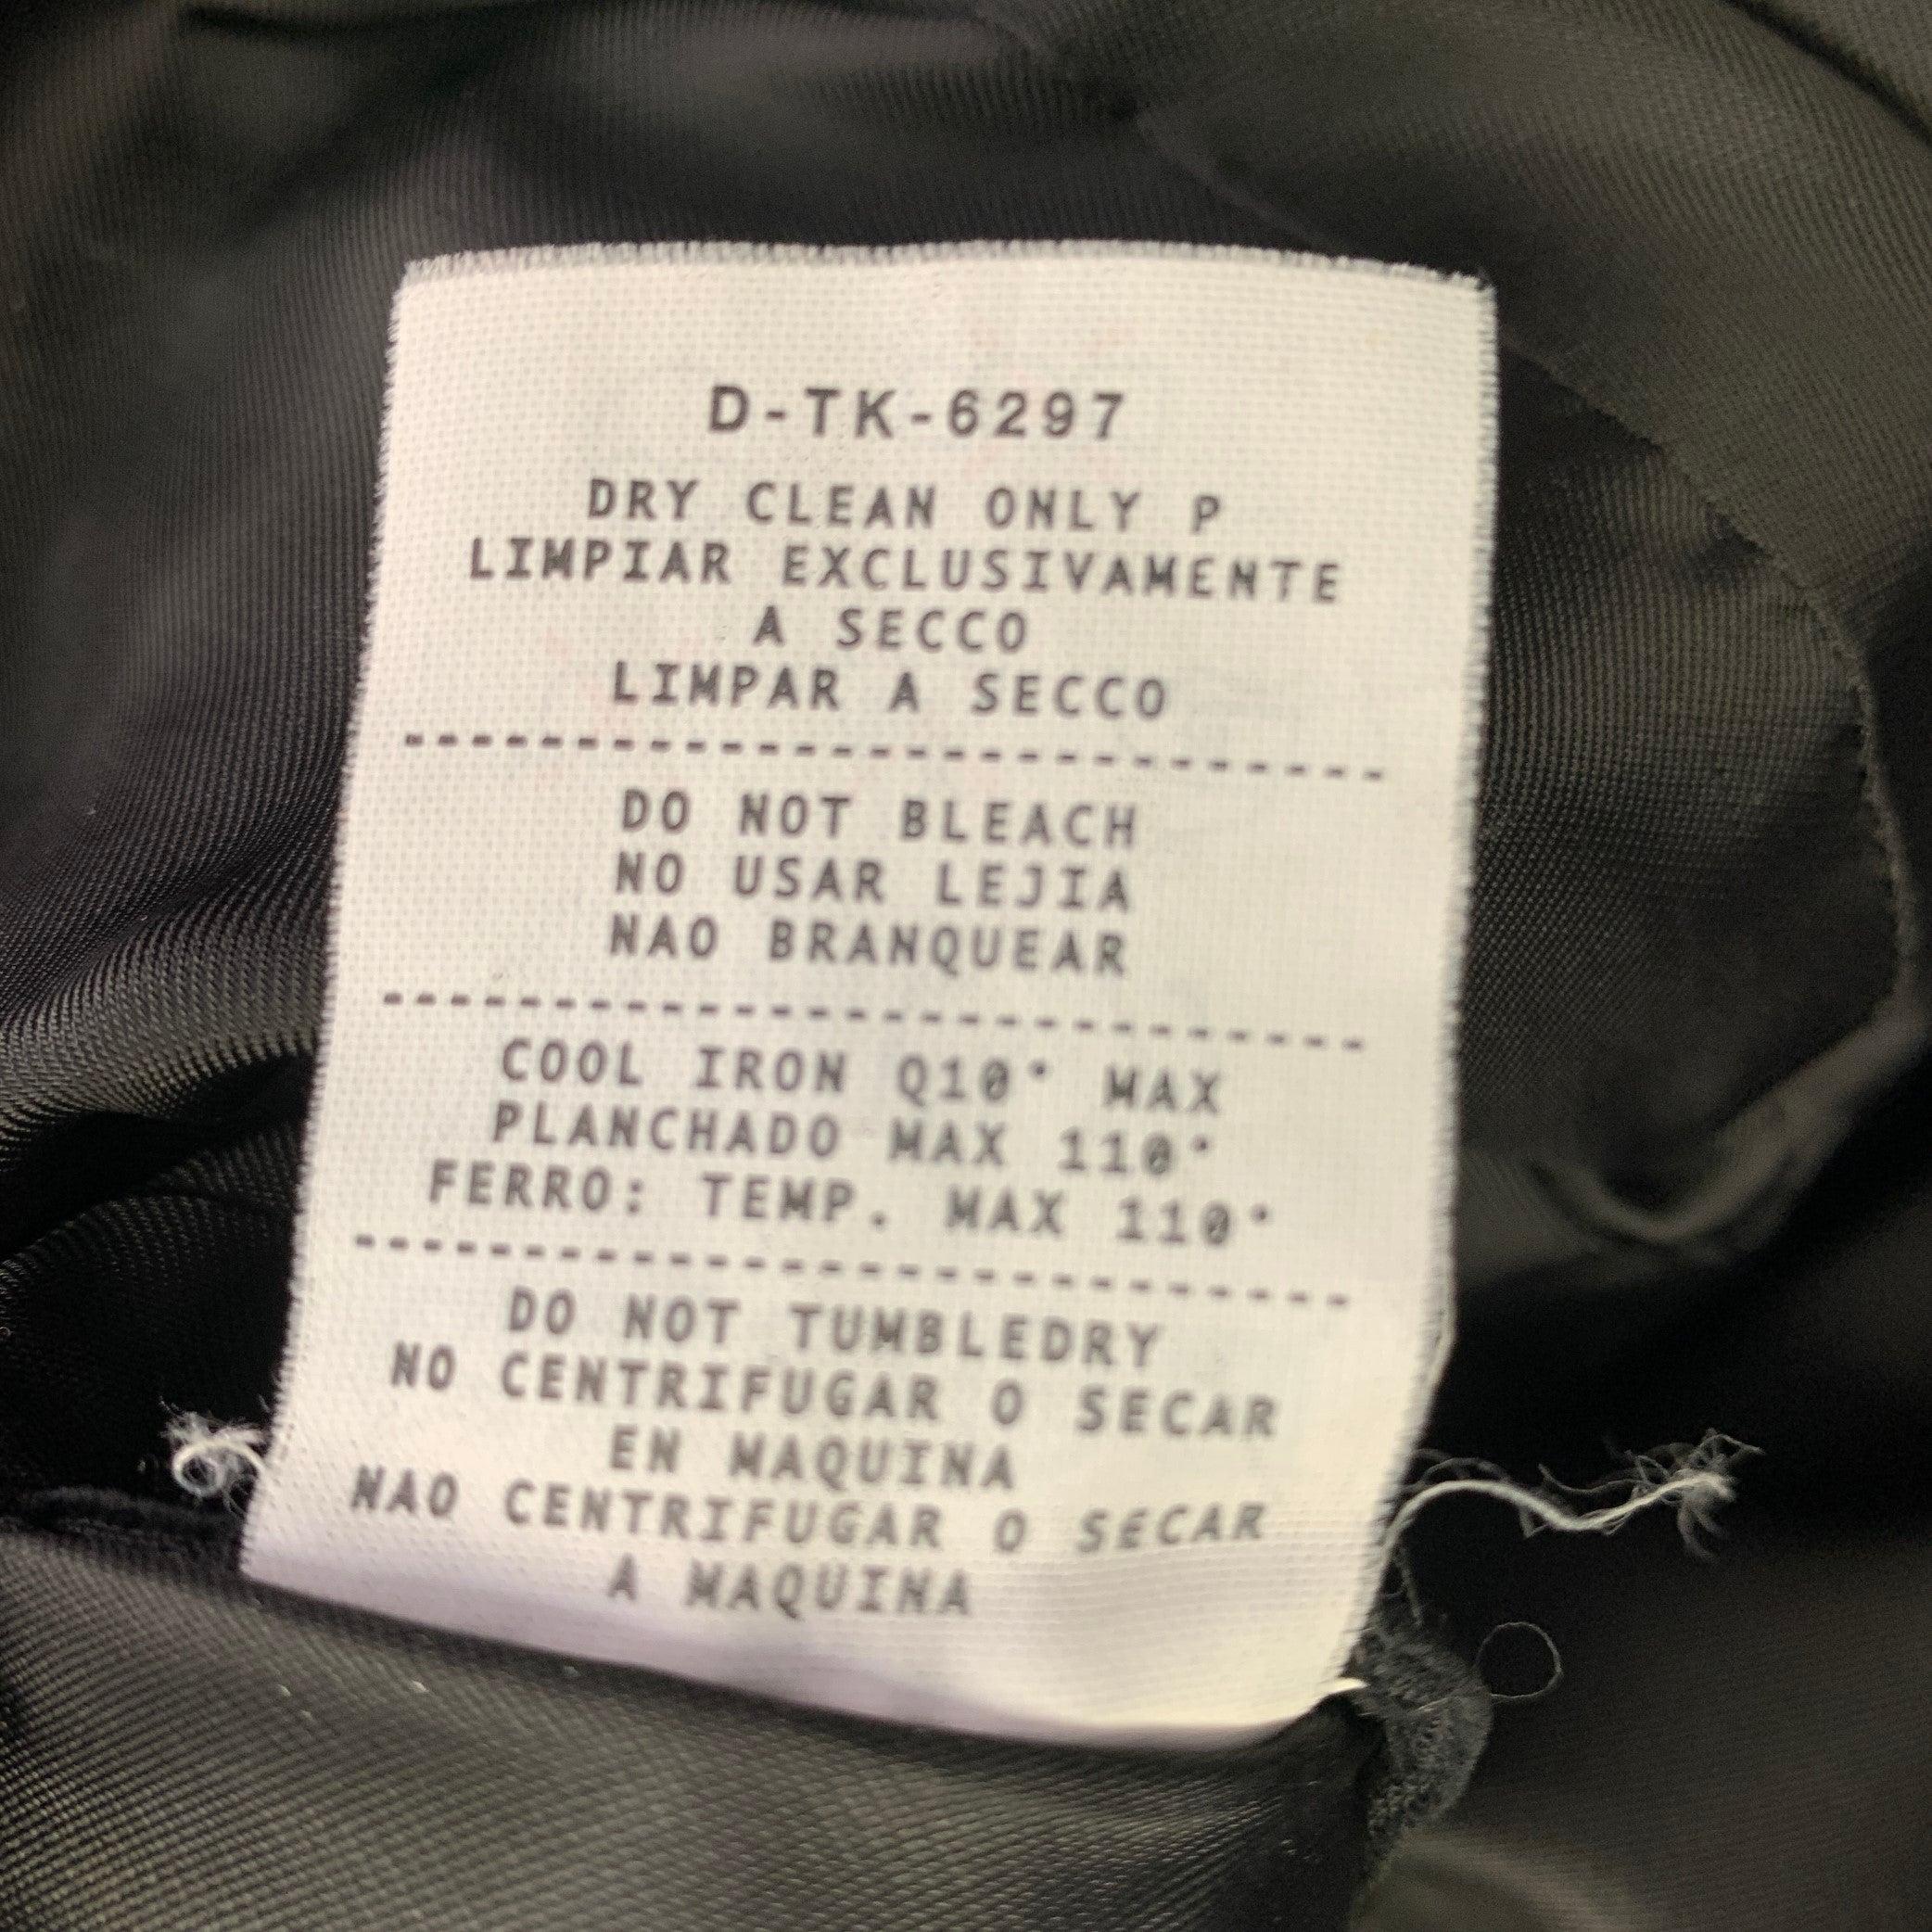 D-TK-6297
DRY CLEAN ONLY P
LIMPIAR EXCLUSIVAMENTE
A SECCO
LIMPAR A SECCO
DO NOT BLEACH
NO USAR LEJIA
NAO BRANQUEAR
COOL IRON Q10° MAX
PLANCHADO MAX 110°
FERRO: TEMP. MAX 110°
DO NOT TUMBLEDRY
NO CENTRIFUGAR O SECAR
EN MAQUINA
NAO CENTRIFUGAR O SECAR
A MAQUINA